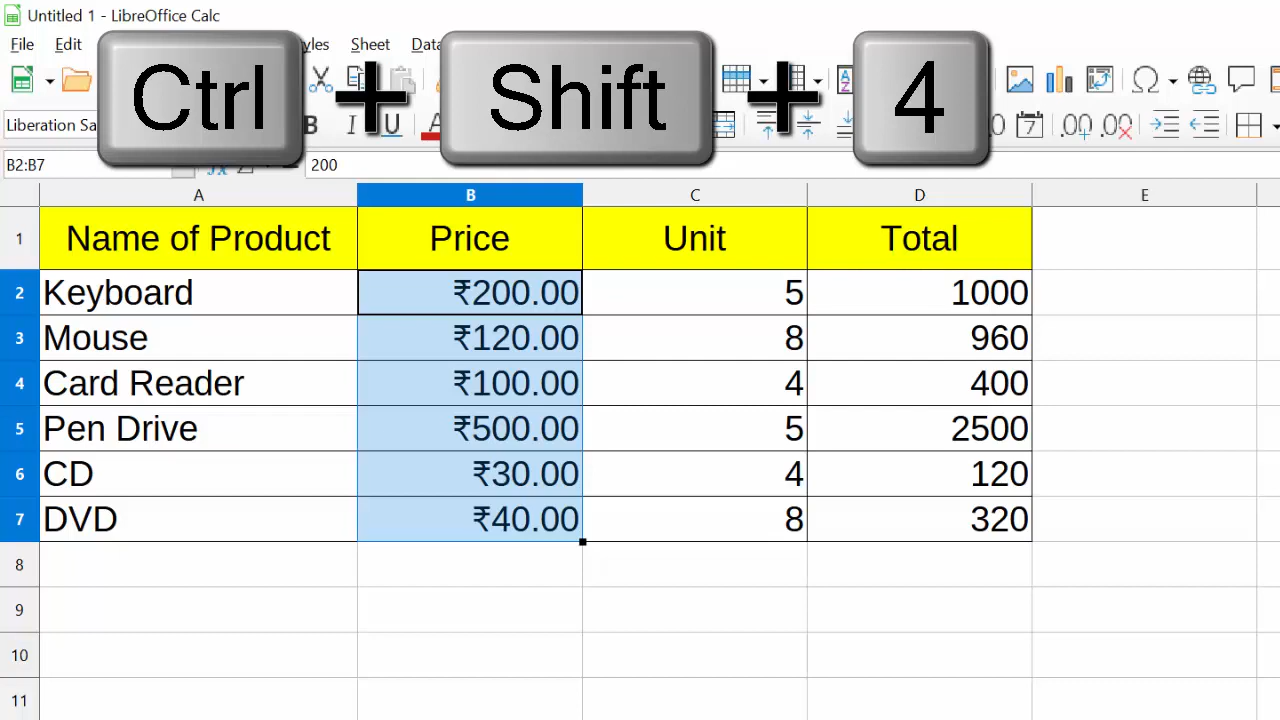 Untitled 1 - LibreOffice Calc
File Edit yles Sheet Data
Ctrl + Shift + 4
Liberation Sa B I U
B2:B7 200
A B C D E
1 Name of Product Price Unit Total
2 Keyboard ₹200.00 5 1000
3 Mouse ₹120.00 8 960
4 Card Reader ₹100.00 4 400
5 Pen Drive ₹500.00 5 2500
6 CD ₹30.00 4 120
7 DVD ₹40.00 8 320
8
9
10
11